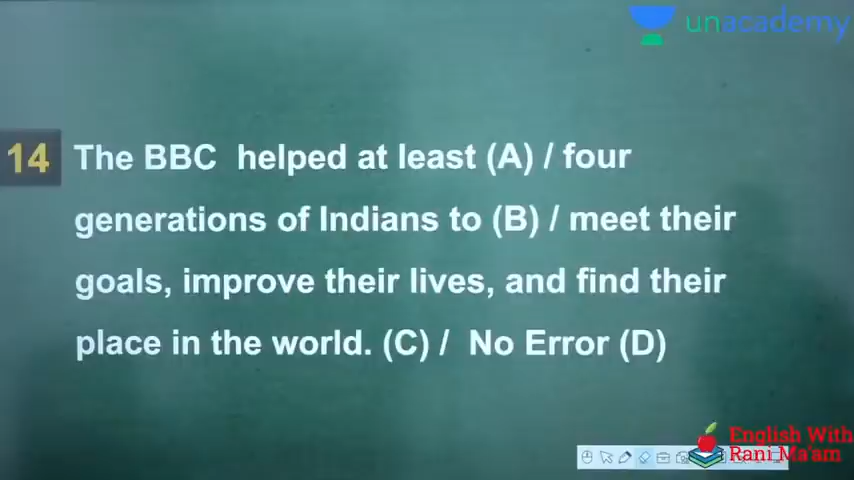 unacademy
14 The BBC helped at least (A) / four
generations of Indians to (B) / meet their
goals, improve their lives, and find their
place in the world. (C) / No Error (D)
English With
Rani Ma'am